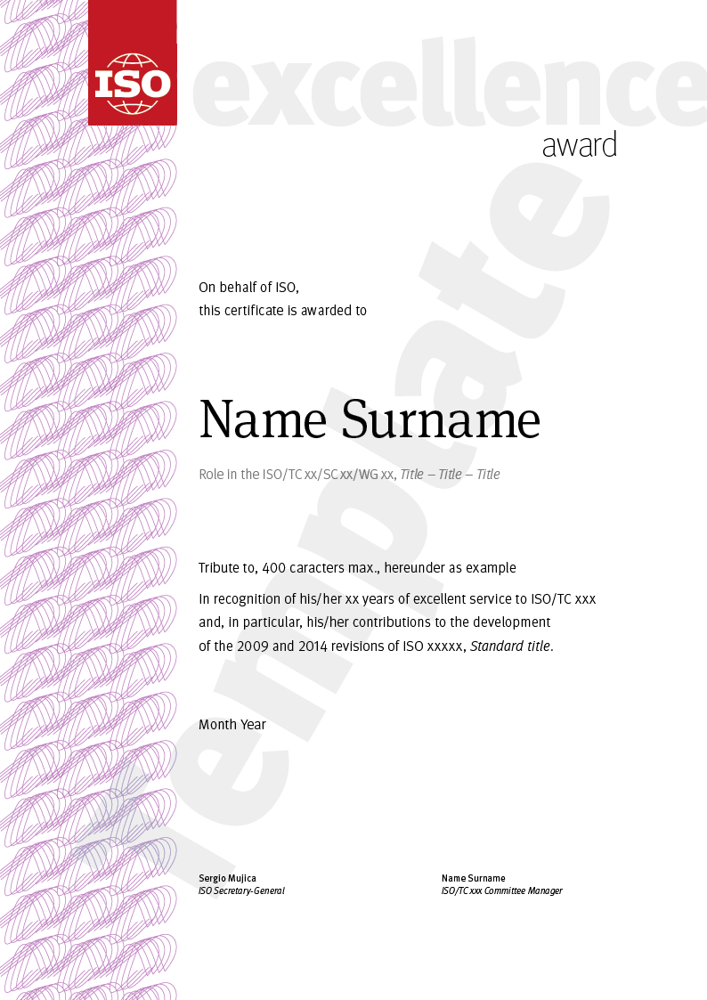 ISO
excellence
award
On behalf of ISO,
this certificate is awarded to
Name Surname
Role in the ISO/TC xx/SC xx/WG xx, Title – Title – Title
Tribute to, 400 caracters max., hereunder as example
In recognition of his/her xx years of excellent service to ISO/TC xxx
and, in particular, his/her contributions to the development
of the 2009 and 2014 revisions of ISO xxxxx, Standard title.
Month Year
Template
Sergio Mujica
ISO Secretary-General
Name Surname
ISO/TC xxx Committee Manager